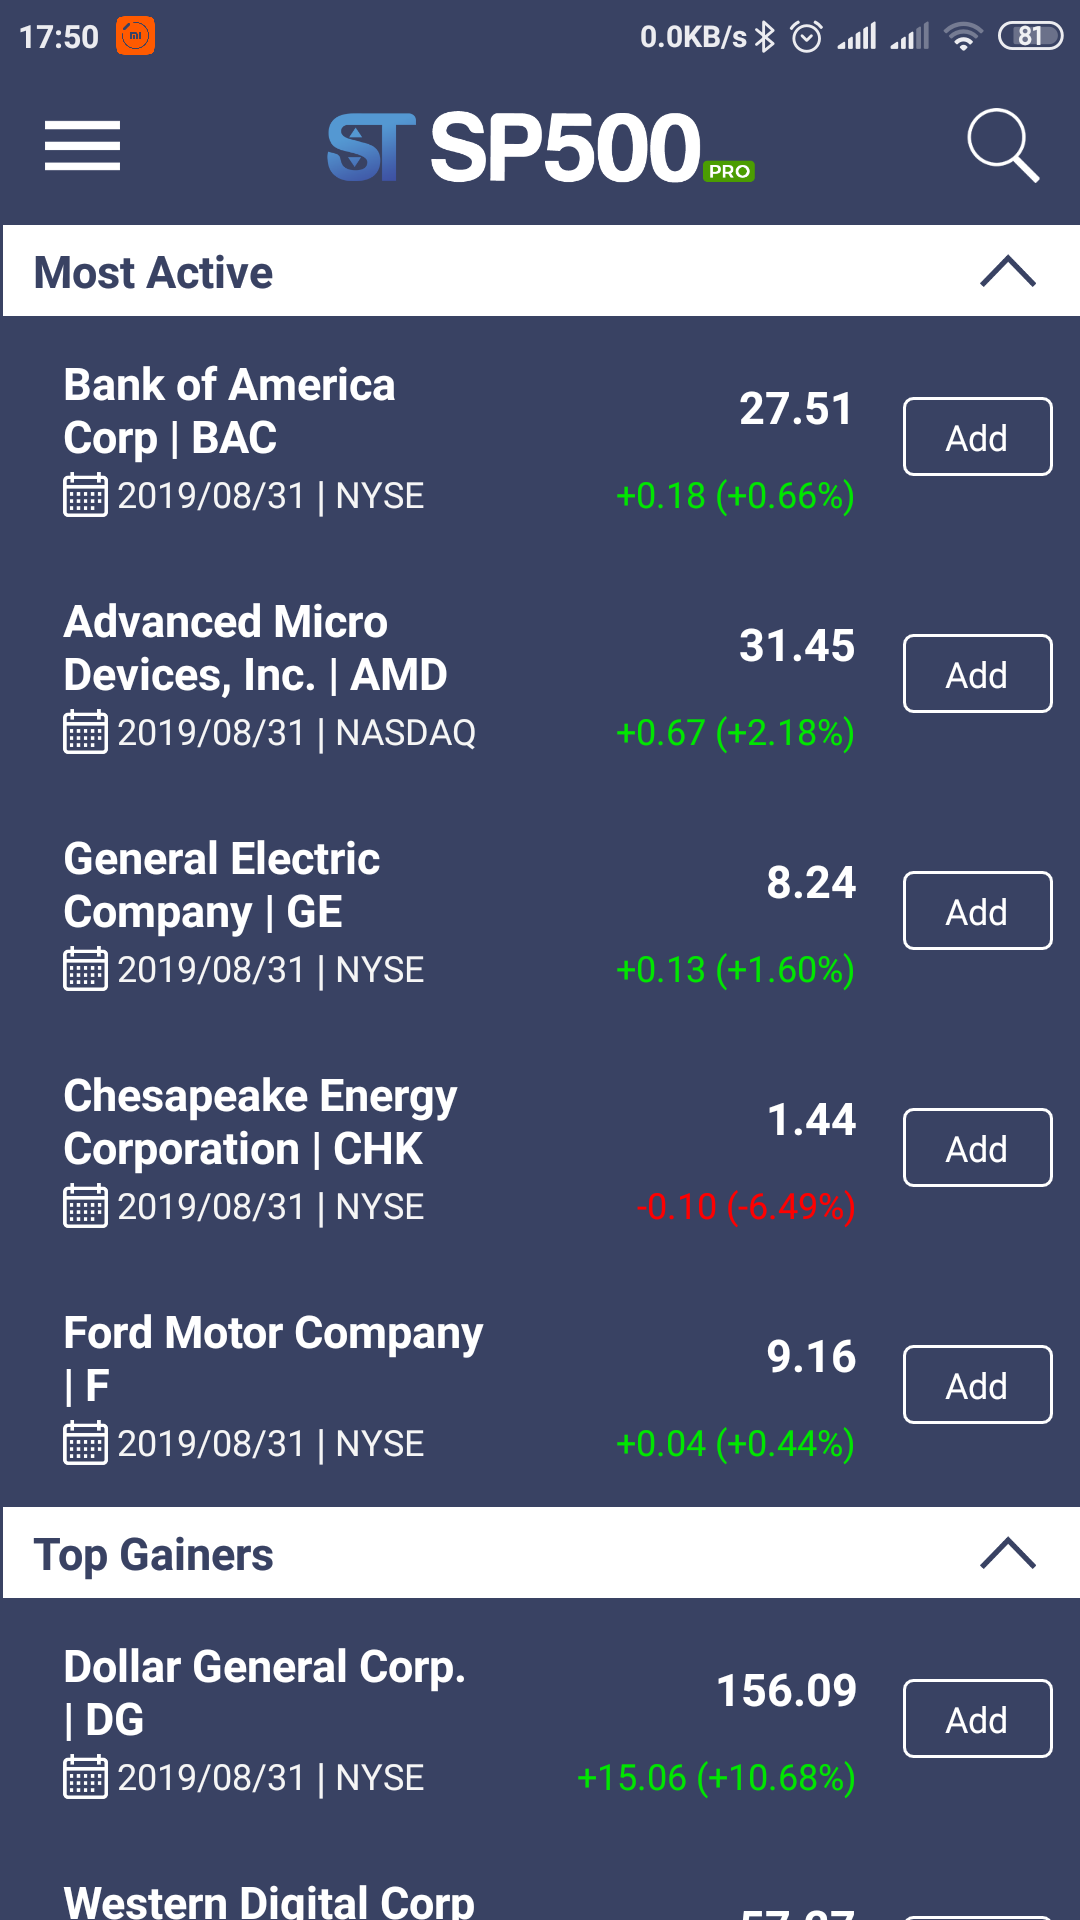 17:50 0.0KB/s 81
ST SP500 PRO
Most Active
Bank of America
Corp | BAC
27.51
Add
2019/08/31 | NYSE
+0.18 (+0.66%)
Advanced Micro
Devices, Inc. | AMD
31.45
Add
2019/08/31 | NASDAQ
+0.67 (+2.18%)
General Electric
Company | GE
8.24
Add
2019/08/31 | NYSE
+0.13 (+1.60%)
Chesapeake Energy
Corporation | CHK
1.44
Add
2019/08/31 | NYSE
-0.10 (-6.49%)
Ford Motor Company
| F
9.16
Add
2019/08/31 | NYSE
+0.04 (+0.44%)
Top Gainers
Dollar General Corp.
| DG
156.09
Add
2019/08/31 | NYSE
+15.06 (+10.68%)
Western Digital Corp